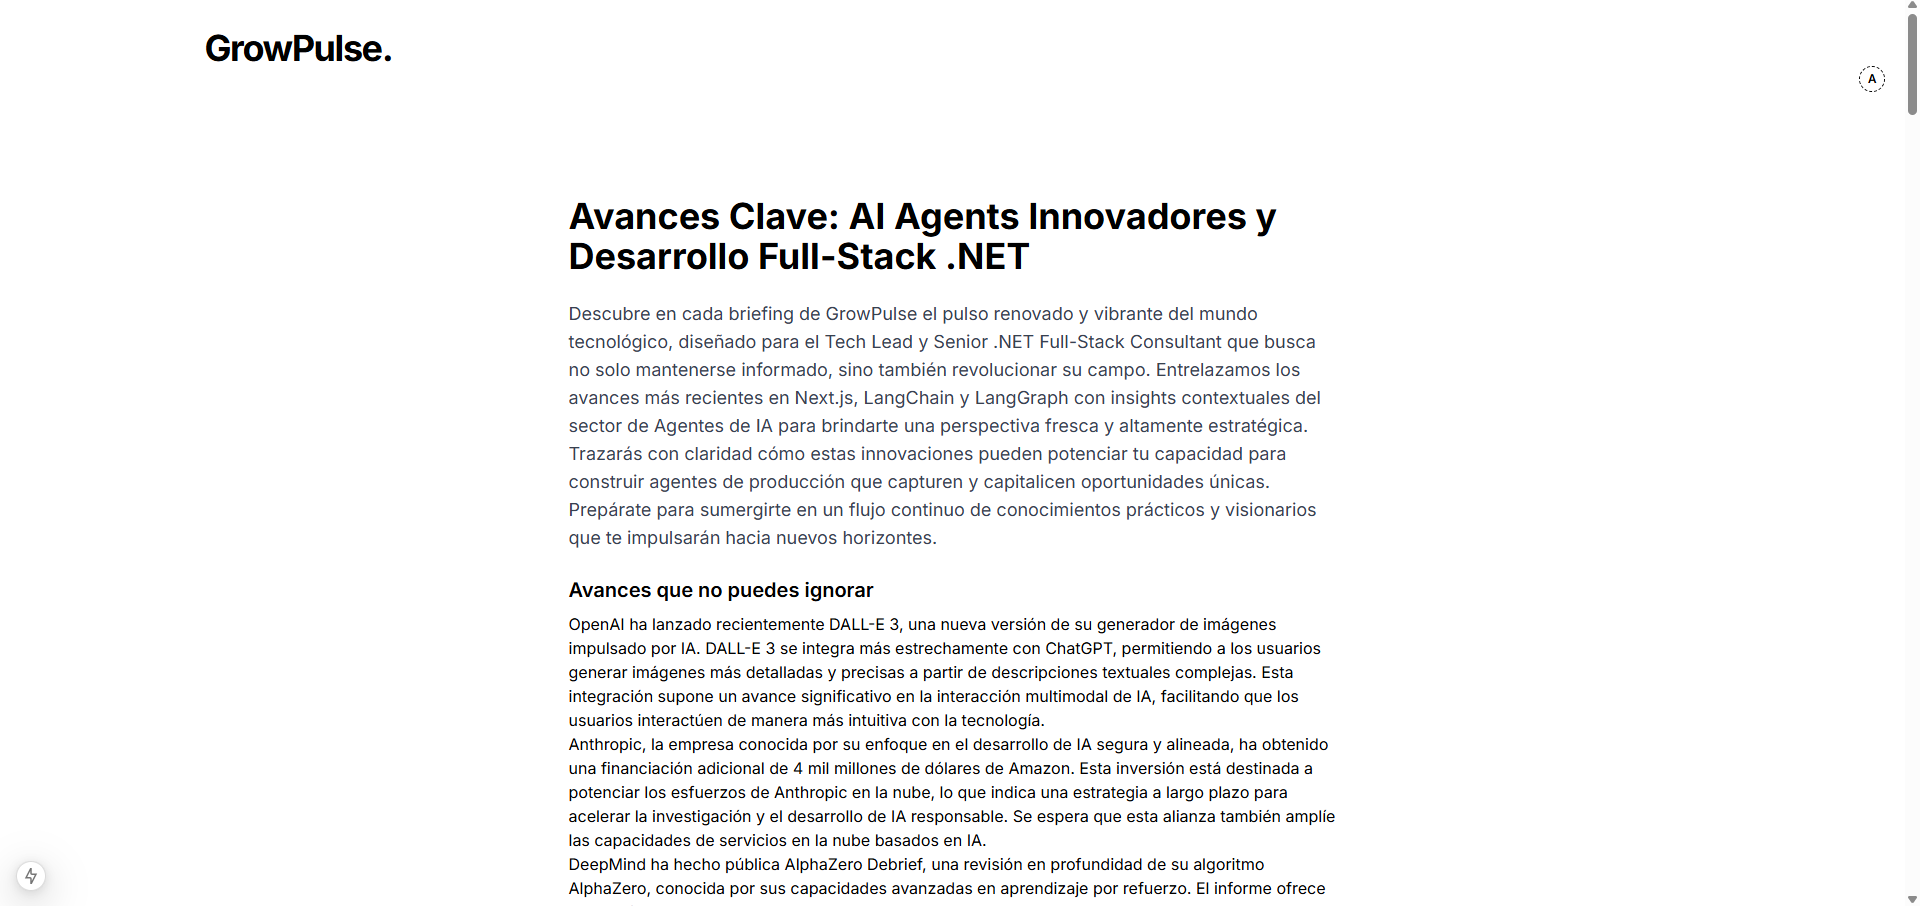 GrowPulse.
A
Avances Clave: AI Agents Innovadores y
Desarrollo Full-Stack .NET
Descubre en cada briefing de GrowPulse el pulso renovado y vibrante del mundo
tecnológico, diseñado para el Tech Lead y Senior .NET Full-Stack Consultant que busca
no solo mantenerse informado, sino también revolucionar su campo. Entrelazamos los
avances más recientes en Next.js, LangChain y LangGraph con insights contextuales del
sector de Agentes de IA para brindarte una perspectiva fresca y altamente estratégica.
Trazarás con claridad cómo estas innovaciones pueden potenciar tu capacidad para
construir agentes de producción que capturen y capitalicen oportunidades únicas.
Prepárate para sumergirte en un flujo continuo de conocimientos prácticos y visionarios
que te impulsarán hacia nuevos horizontes.
Avances que no puedes ignorar
OpenAI ha lanzado recientemente DALL-E 3, una nueva versión de su generador de imágenes
impulsado por IA. DALL-E 3 se integra más estrechamente con ChatGPT, permitiendo a los usuarios
generar imágenes más detalladas y precisas a partir de descripciones textuales complejas. Esta
integración supone un avance significativo en la interacción multimodal de IA, facilitando que los
usuarios interactúen de manera más intuitiva con la tecnología.
Anthropic, la empresa conocida por su enfoque en el desarrollo de IA segura y alineada, ha obtenido
una financiación adicional de 4 mil millones de dólares de Amazon. Esta inversión está destinada a
potenciar los esfuerzos de Anthropic en la nube, lo que indica una estrategia a largo plazo para
acelerar la investigación y el desarrollo de IA responsable. Se espera que esta alianza también amplíe
las capacidades de servicios en la nube basados en IA.
DeepMind ha hecho pública AlphaZero Debrief, una revisión en profundidad de su algoritmo
AlphaZero, conocida por sus capacidades avanzadas en aprendizaje por refuerzo. El informe ofrece